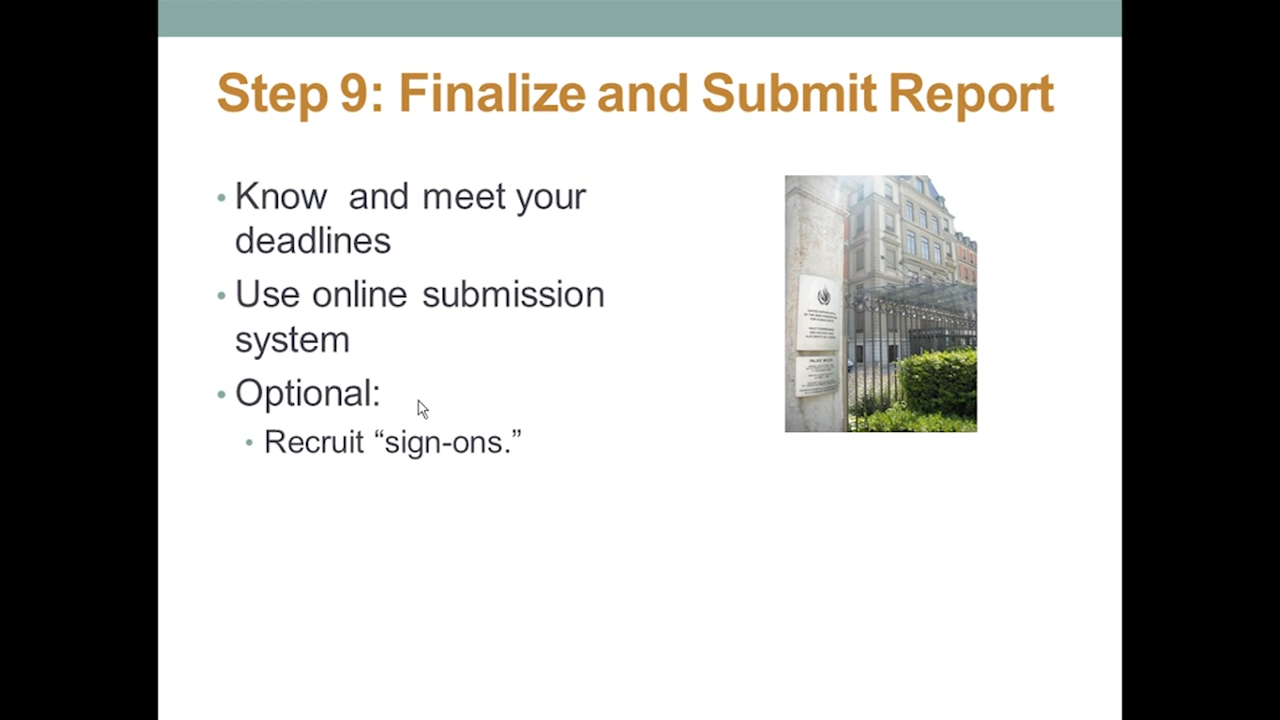 Step 9: Finalize and Submit Report
• Know  and meet your
deadlines
• Use online submission
system
• Optional:
• Recruit “sign-ons.”